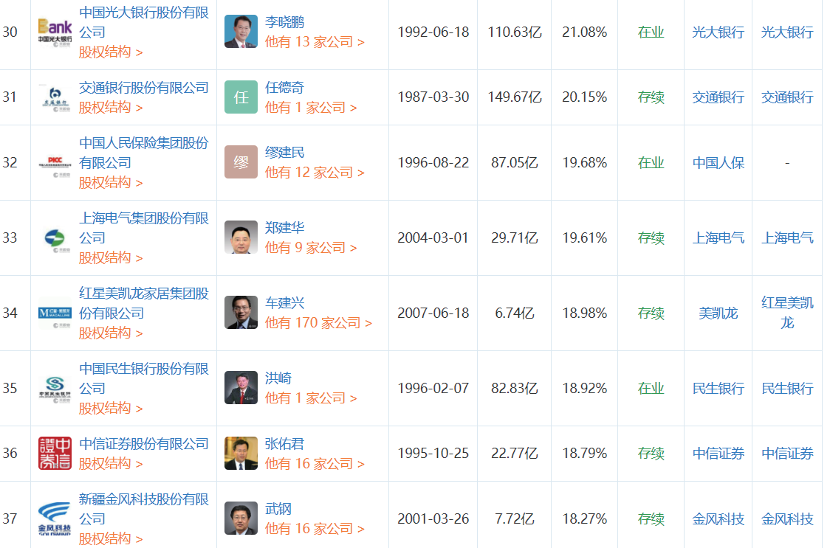 中国光大银行股份有限
30
Bank
中国光大银行
公司
股权结构 >
李晓鹏
他有 13 家公司 >
1992-06-18
110.63亿
21.08%
在业
光大银行
光大银行
31
交通银行股份有限公司
股权结构 >
任
任德奇
他有 1 家公司 >
1987-03-30
149.67亿
20.15%
存续
交通银行
交通银行
32
PICC
中国人民保险集团股份
有限公司
股权结构 >
缪
缪建民
他有 12 家公司 >
1996-08-22
87.05亿
19.68%
在业
中国人保
-
33
上海电气集团股份有限
公司
股权结构 >
郑建华
他有 9 家公司 >
2004-03-01
29.71亿
19.61%
存续
上海电气
上海电气
34
红星美凯龙家居集团股
份有限公司
股权结构 >
车建兴
他有 170 家公司 >
2007-06-18
6.74亿
18.98%
存续
美凯龙
红星美凯
龙
35
中国民生银行股份有限
公司
股权结构 >
洪崎
他有 1 家公司 >
1996-02-07
82.83亿
18.92%
在业
民生银行
民生银行
36
中信證券
中信证券股份有限公司
股权结构 >
张佑君
他有 16 家公司 >
1995-10-25
22.77亿
18.79%
存续
中信证券
中信证券
37
金风科技
新疆金风科技股份有限
公司
股权结构 >
武钢
他有 16 家公司 >
2001-03-26
7.72亿
18.27%
存续
金风科技
金风科技